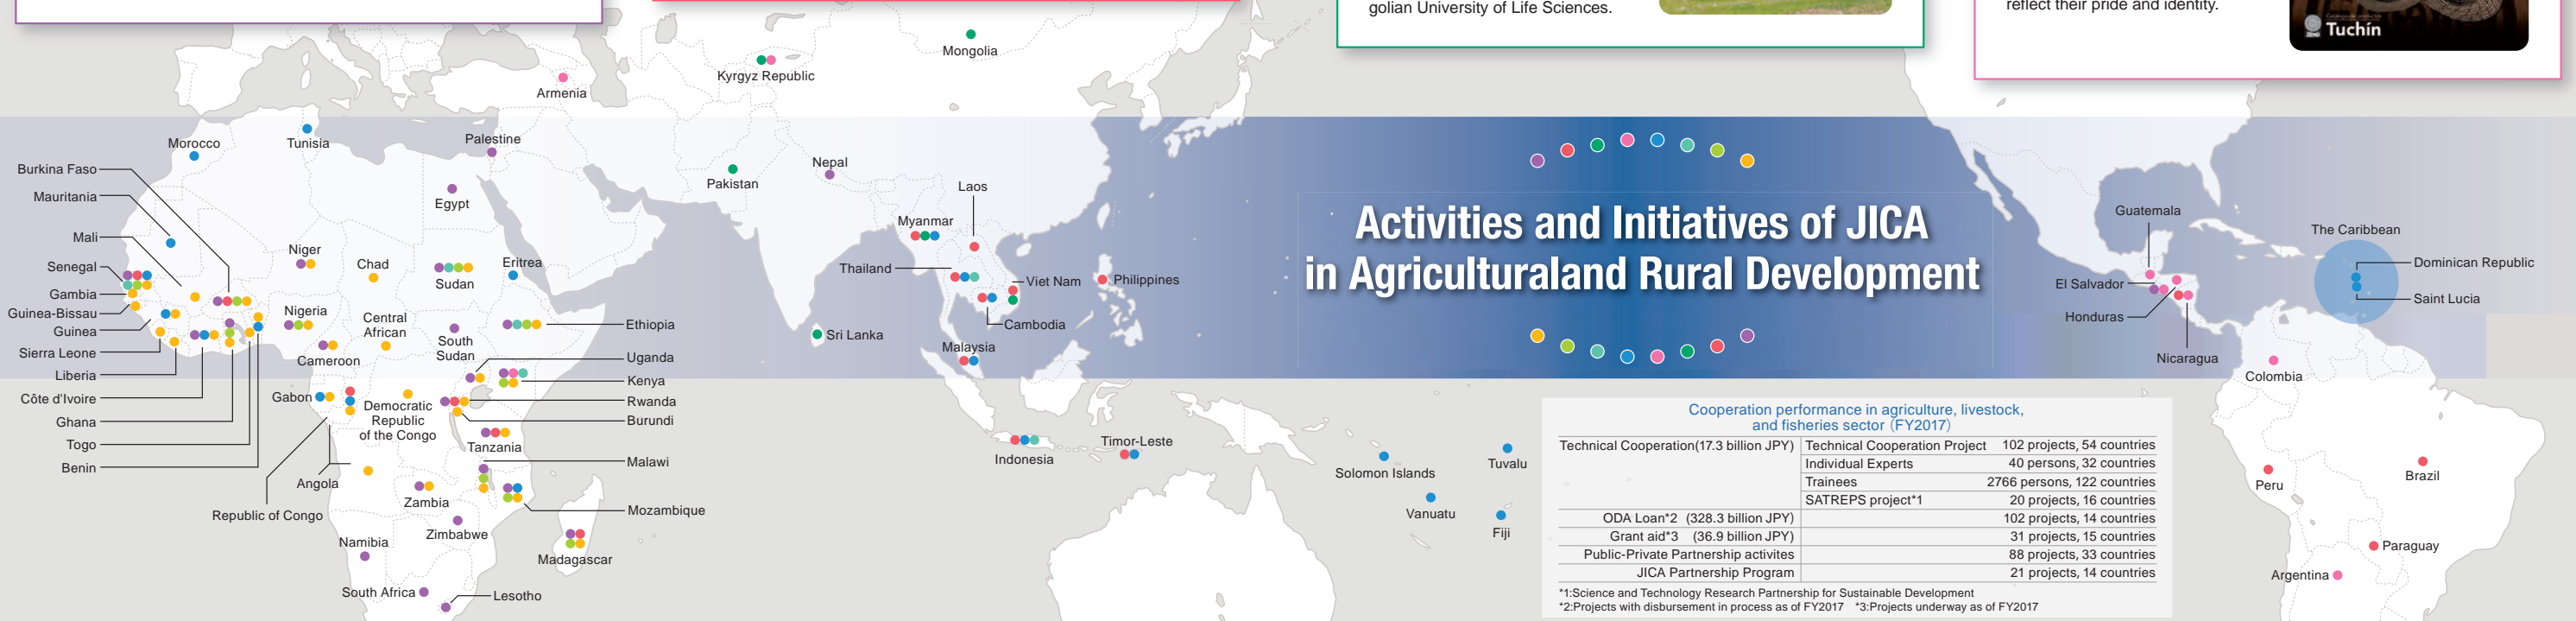 golian University of Life Sciences.
reflect their pride and identity.
Tuchín
Mongolia
Kyrgyz Republic
Armenia
Morocco
Tunisia
Palestine
Burkina Faso
Mauritania
Mali
Senegal
Gambia
Guinea-Bissau
Guinea
Sierra Leone
Liberia
Côte d'Ivoire
Ghana
Togo
Benin
Egypt
Niger
Chad
Sudan
Eritrea
Nigeria
Central
African
Cameroon
South
Sudan
Ethiopia
Uganda
Kenya
Rwanda
Burundi
Gabon
Democratic
Republic
of the Congo
Tanzania
Malawi
Angola
Republic of Congo
Zambia
Mozambique
Zimbabwe
Namibia
Madagascar
South Africa
Lesotho
Pakistan
Nepal
Laos
Myanmar
Thailand
Viet Nam
Philippines
Cambodia
Sri Lanka
Malaysia
Indonesia
Timor-Leste
Solomon Islands
Tuvalu
Vanuatu
Fiji
Activities and Initiatives of JICA
in Agriculturaland Rural Development
Guatemala
The Caribbean
Dominican Republic
El Salvador
Saint Lucia
Honduras
Nicaragua
Colombia
Peru
Brazil
Paraguay
Argentina
Cooperation performance in agriculture, livestock,
and fisheries sector (FY2017)
Technical Cooperation(17.3 billion JPY) Technical Cooperation Project 102 projects, 54 countries
Individual Experts 40 persons, 32 countries
Trainees 2766 persons, 122 countries
SATREPS project*1 20 projects, 16 countries
ODA Loan*2 (328.3 billion JPY) 102 projects, 14 countries
Grant aid*3 (36.9 billion JPY) 31 projects, 15 countries
Public-Private Partnership activites 88 projects, 33 countries
JICA Partnership Program 21 projects, 14 countries
*1:Science and Technology Research Partnership for Sustainable Development
*2:Projects with disbursement in process as of FY2017 *3:Projects underway as of FY2017